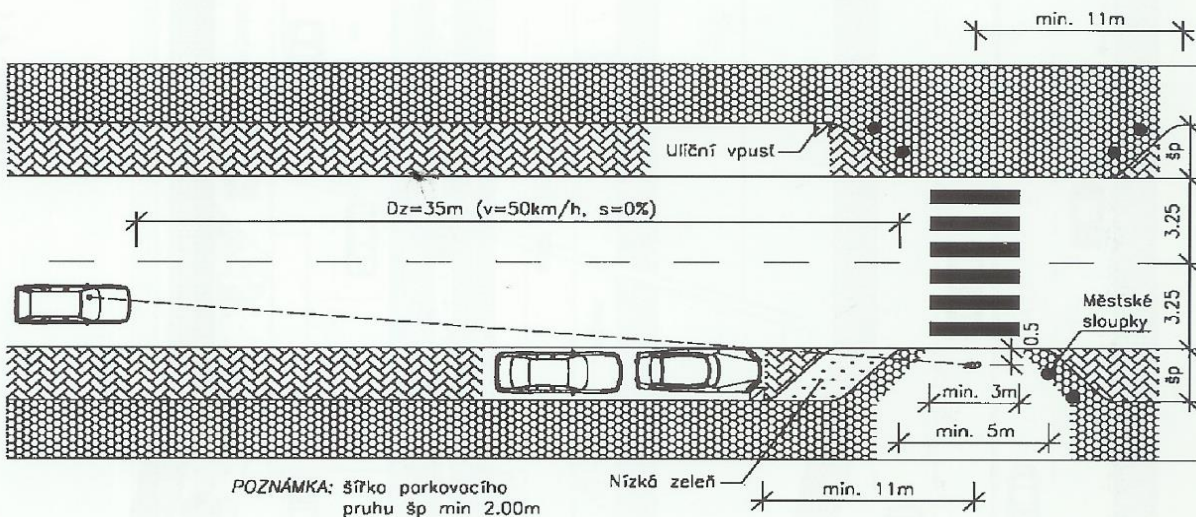 min. 11m
Uliční vpusť
šp
Dz=35m (v=50km/h, s=0%)
3.25
3.25
Městské
sloupky
0.5
šp
min. 3m
min. 5m
Nízká zeleň
min. 11m
POZNÁMKA: šířka parkovacího
pruhu šp min 2.00m